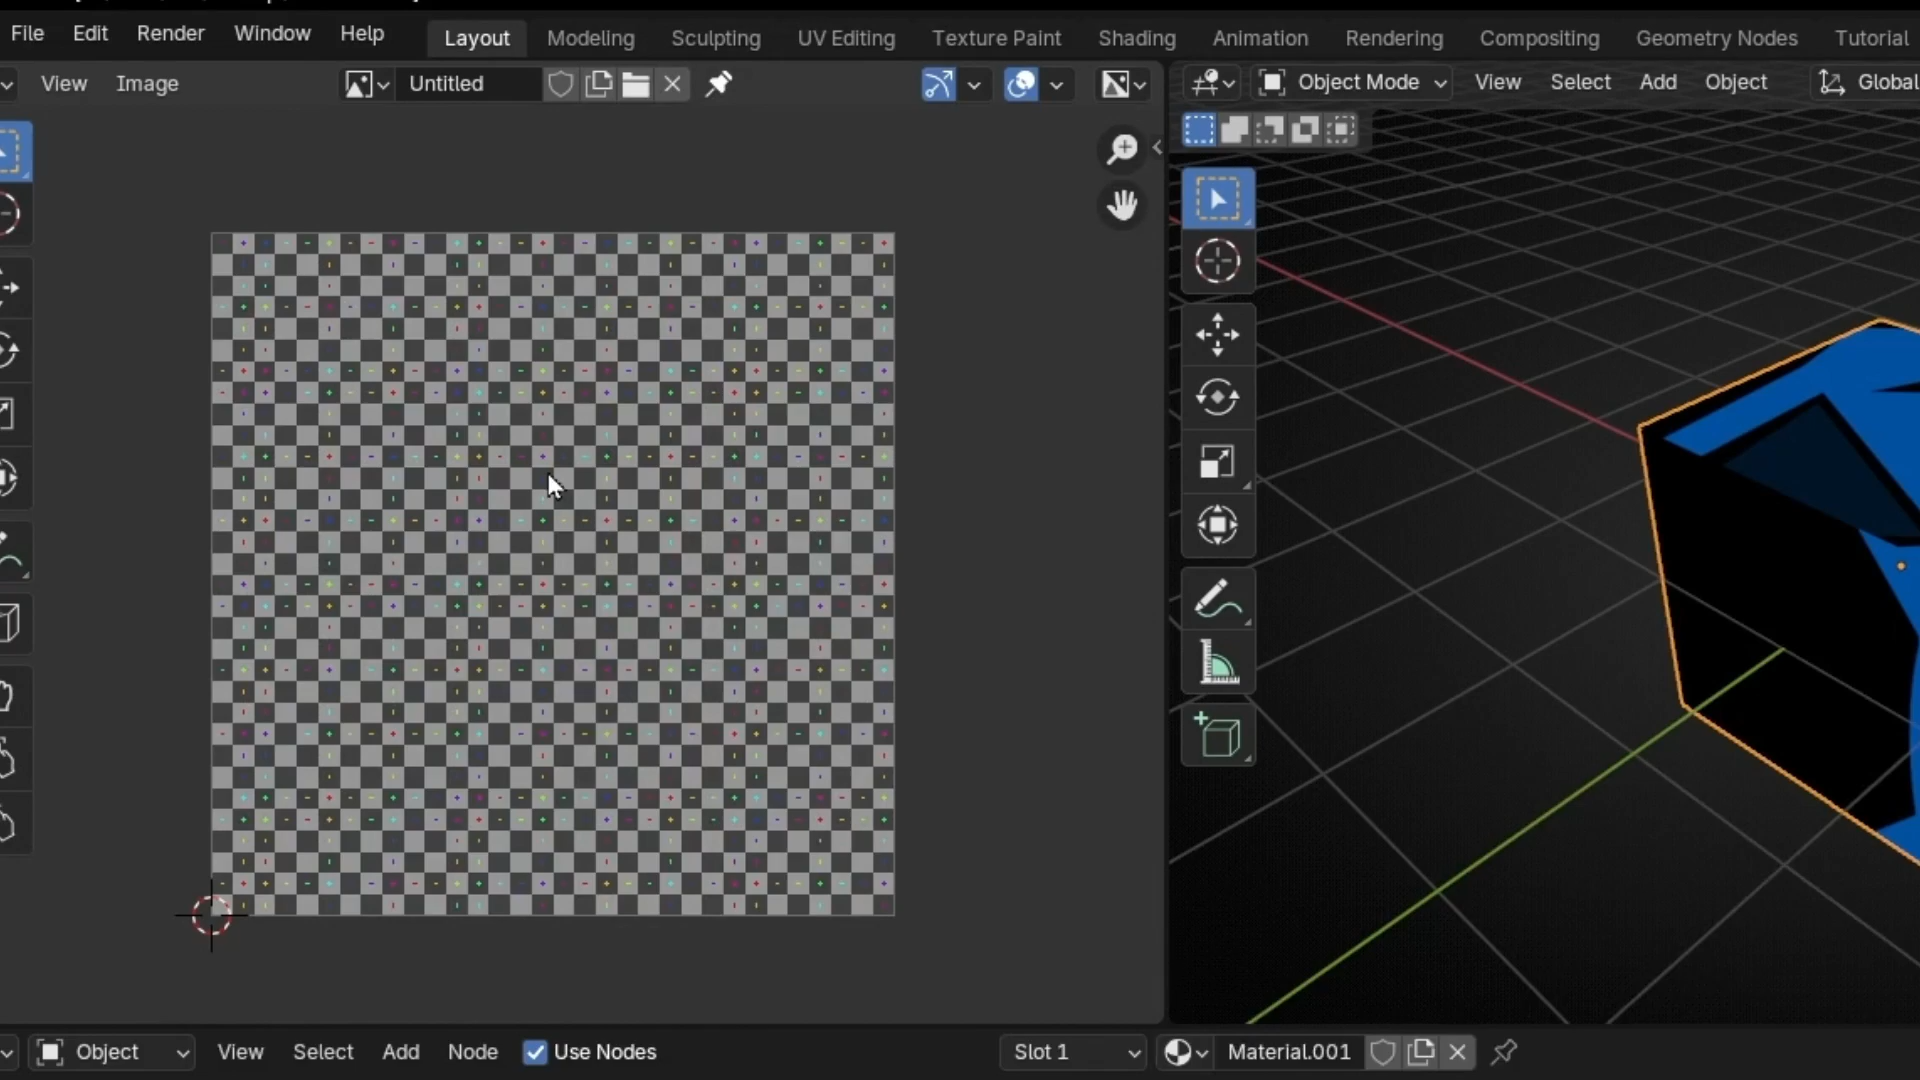 File Edit Render Window Help Layout Modeling Sculpting UV Editing Texture Paint Shading Animation Rendering Compositing Geometry Nodes Tutorial
View Image Untitled Object Mode View Select Add Object Global
Object View Select Add Node Use Nodes Slot 1 Material.001